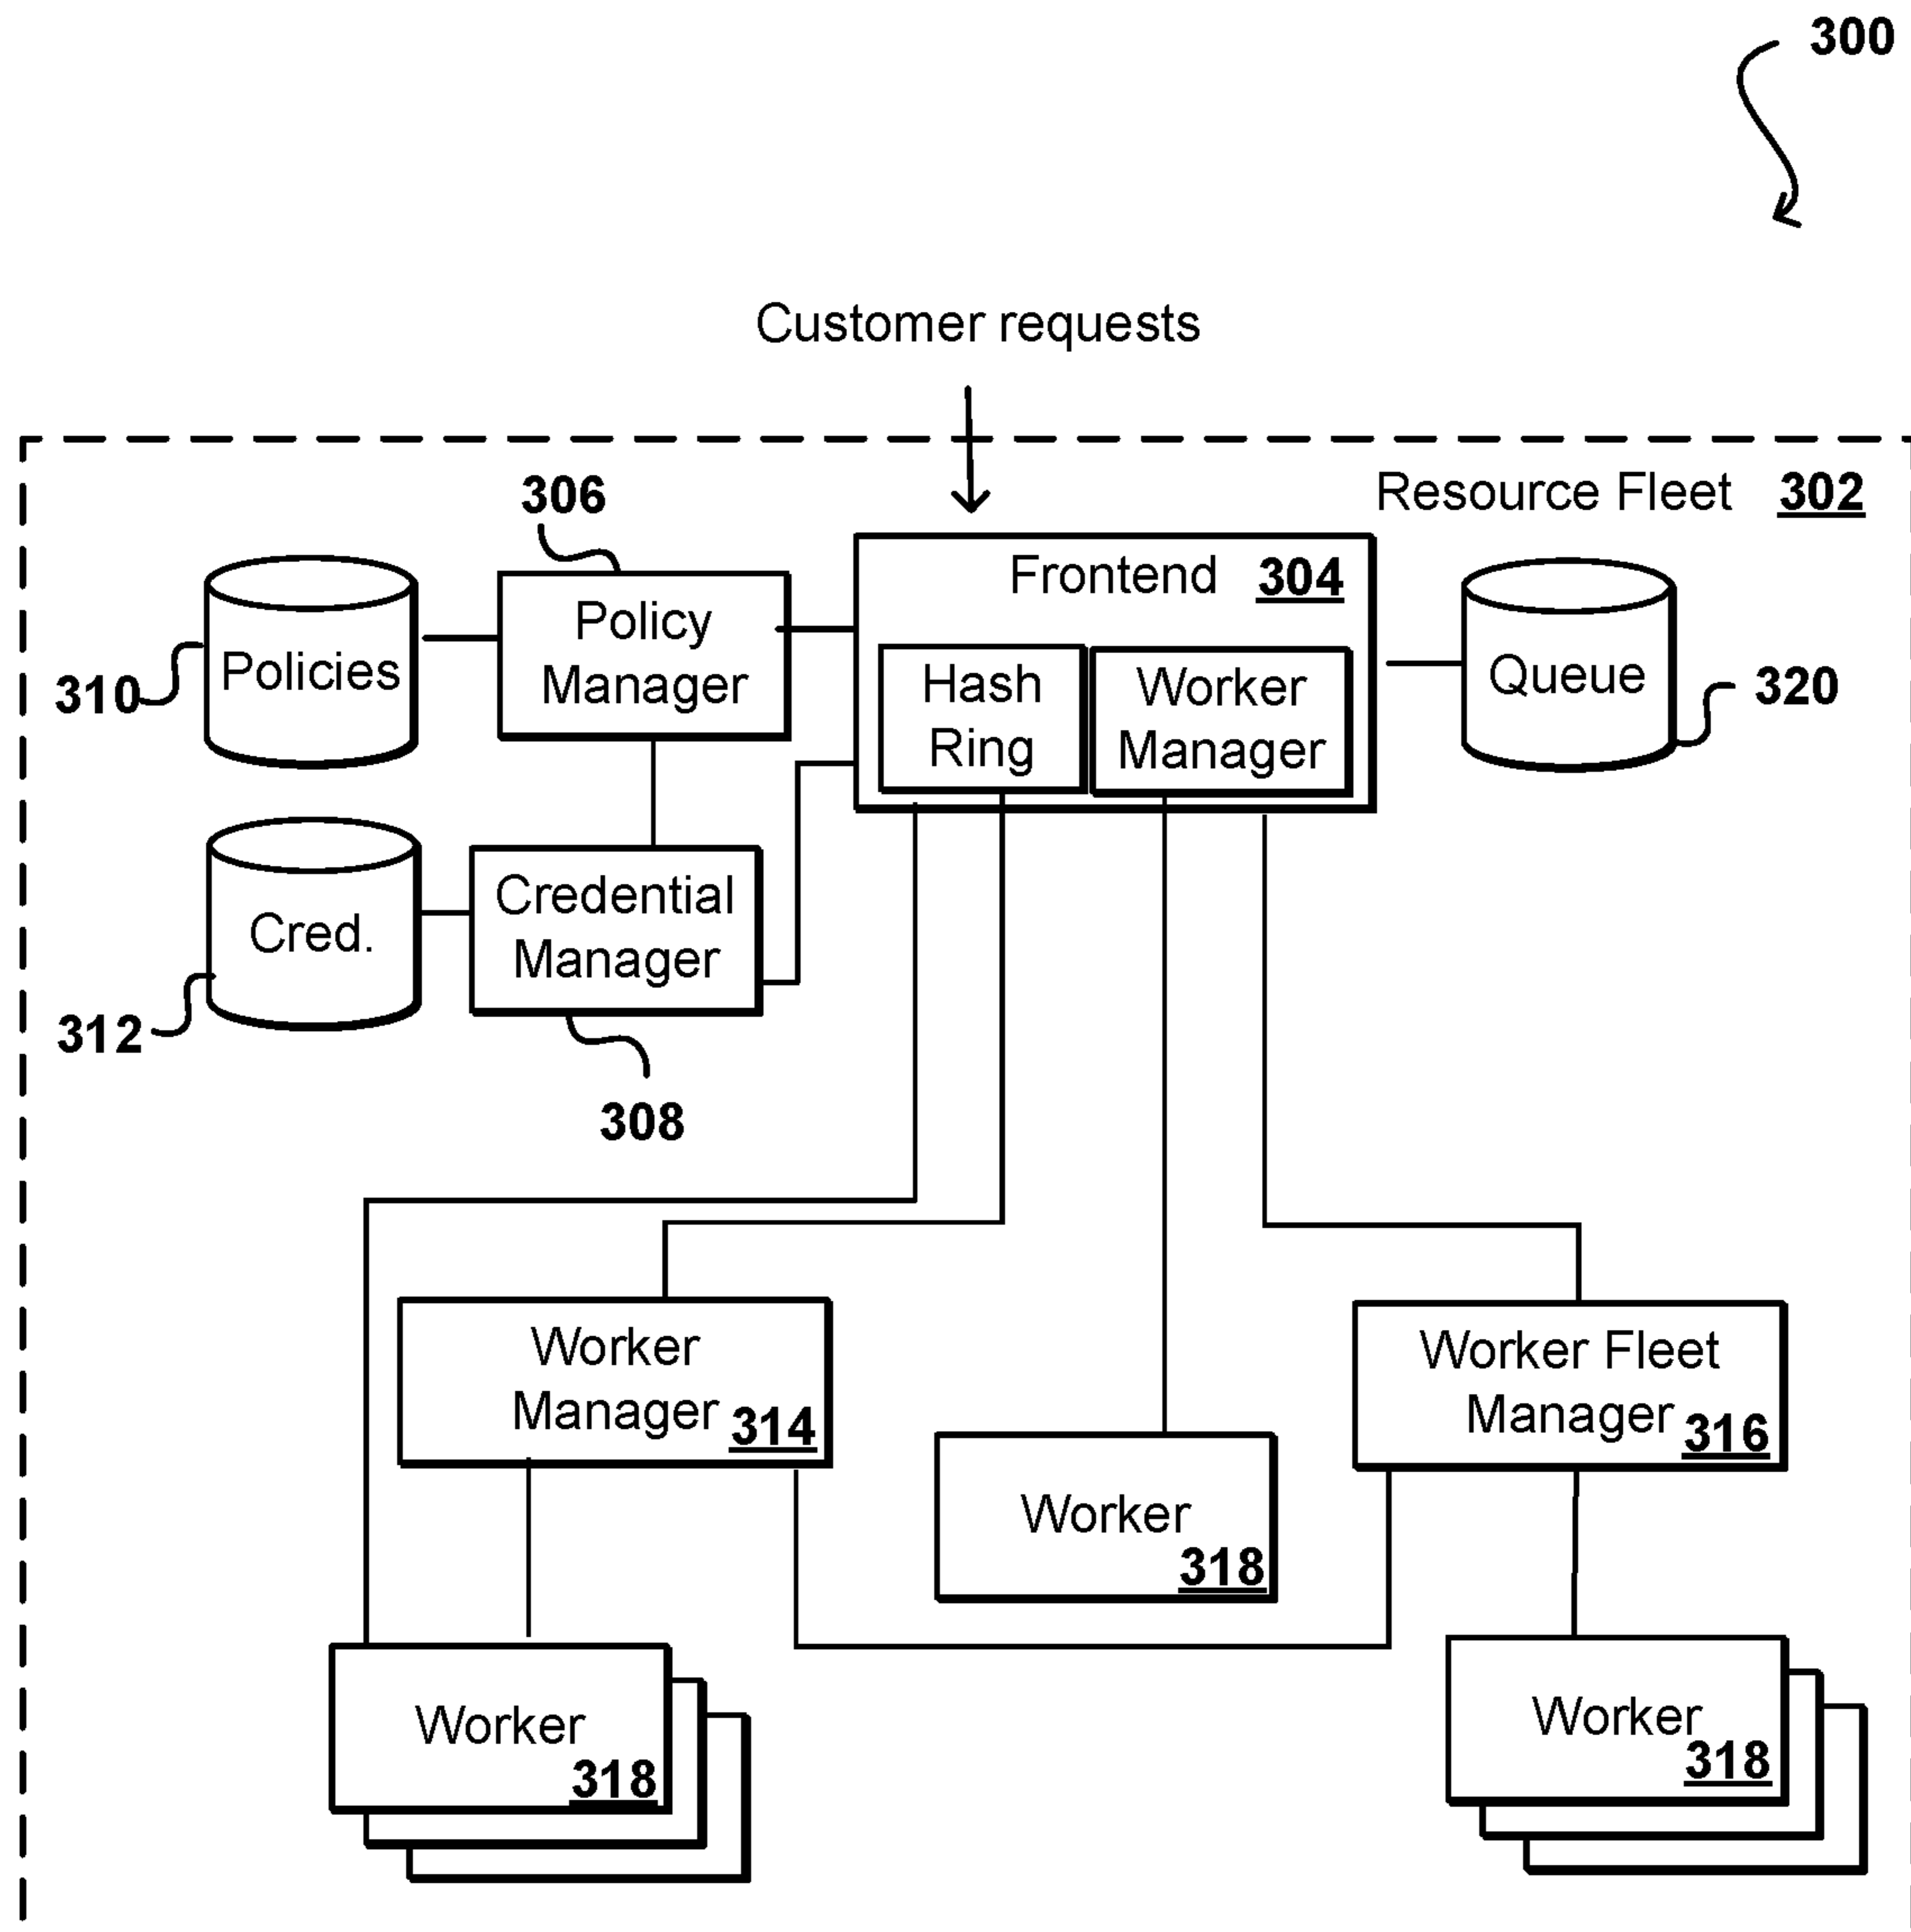 300
Customer requests
Resource Fleet 302
306
Frontend 304
Policy
Manager
Policies
310
Hash
Ring
Worker
Manager
Queue
320
Credential
Manager
Cred.
312
308
Worker
Manager 314
Worker Fleet
Manager 316
Worker
318
Worker
318
Worker
318